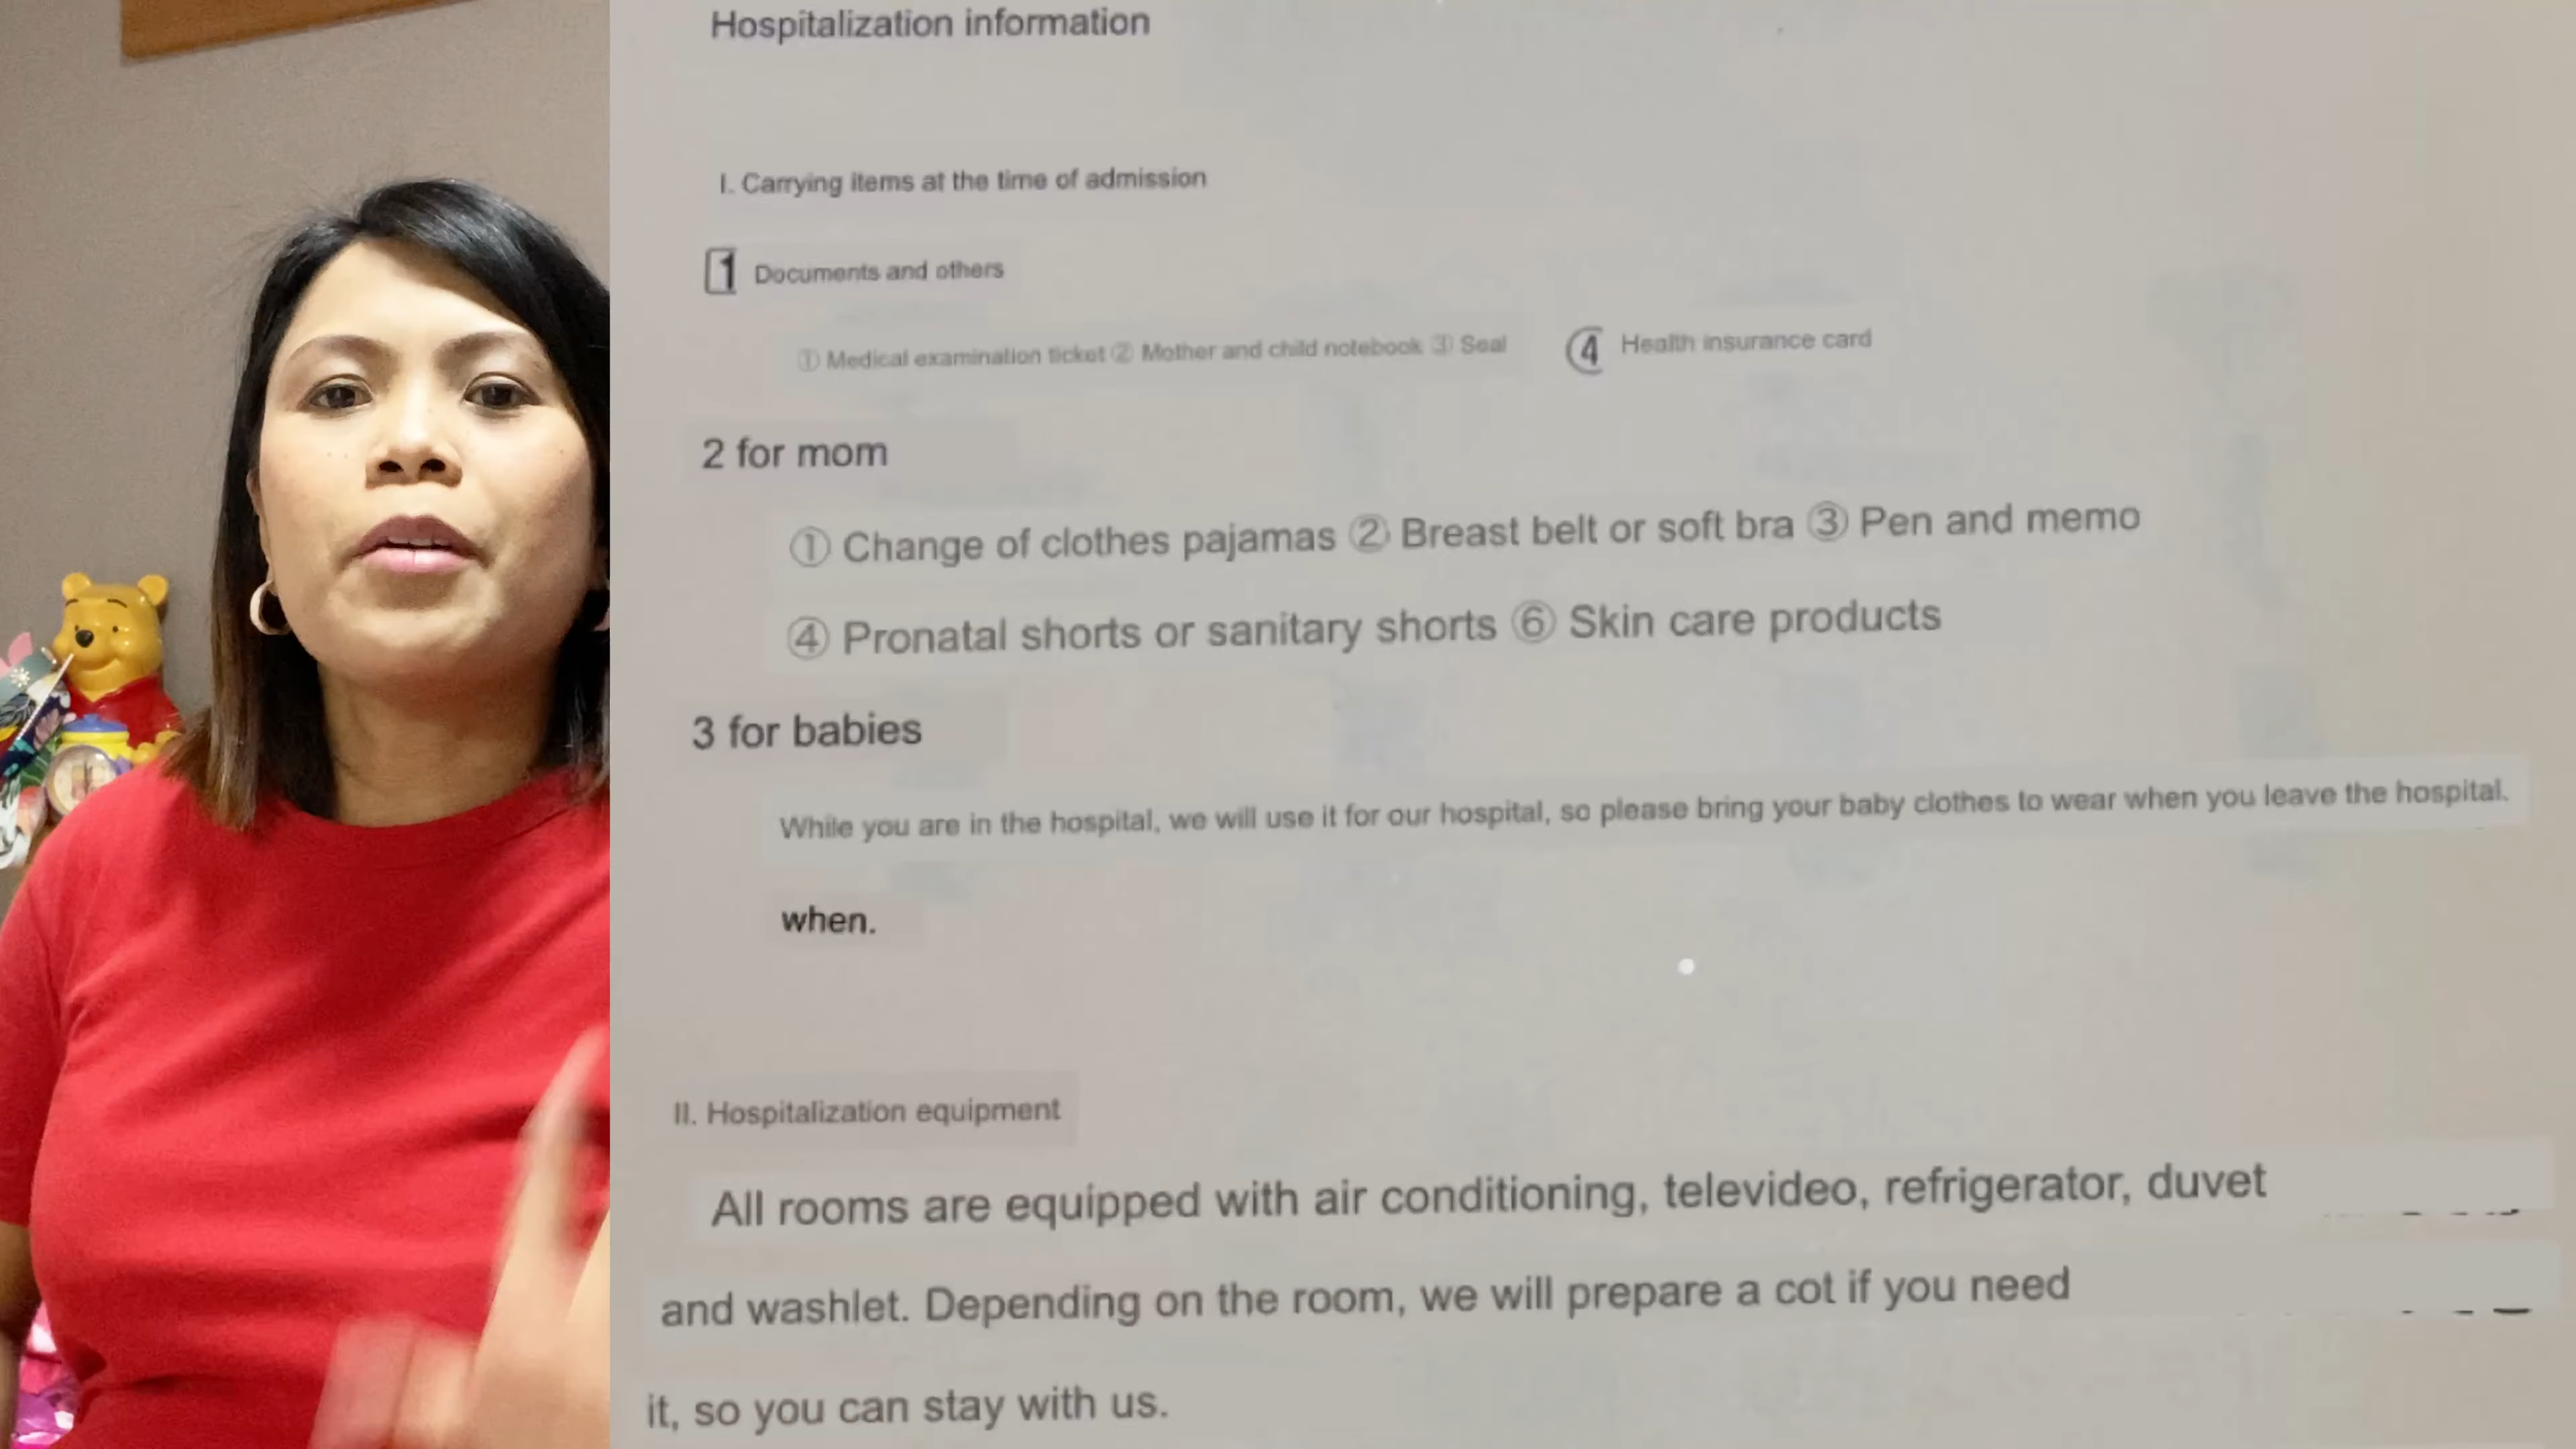 Hospitalization information
I. Carrying items at the time of admission
1 Documents and others
① Medical examination ticket ② Mother and child notebook ③ Seal ④ Health insurance card
2 for mom
① Change of clothes pajamas ② Breast belt or soft bra ③ Pen and memo
④ Pronatal shorts or sanitary shorts ⑥ Skin care products
3 for babies
While you are in the hospital, we will use it for our hospital, so please bring your baby clothes to wear when you leave the hospital.
when.
II. Hospitalization equipment
All rooms are equipped with air conditioning, televideo, refrigerator, duvet
and washlet. Depending on the room, we will prepare a cot if you need
it, so you can stay with us.